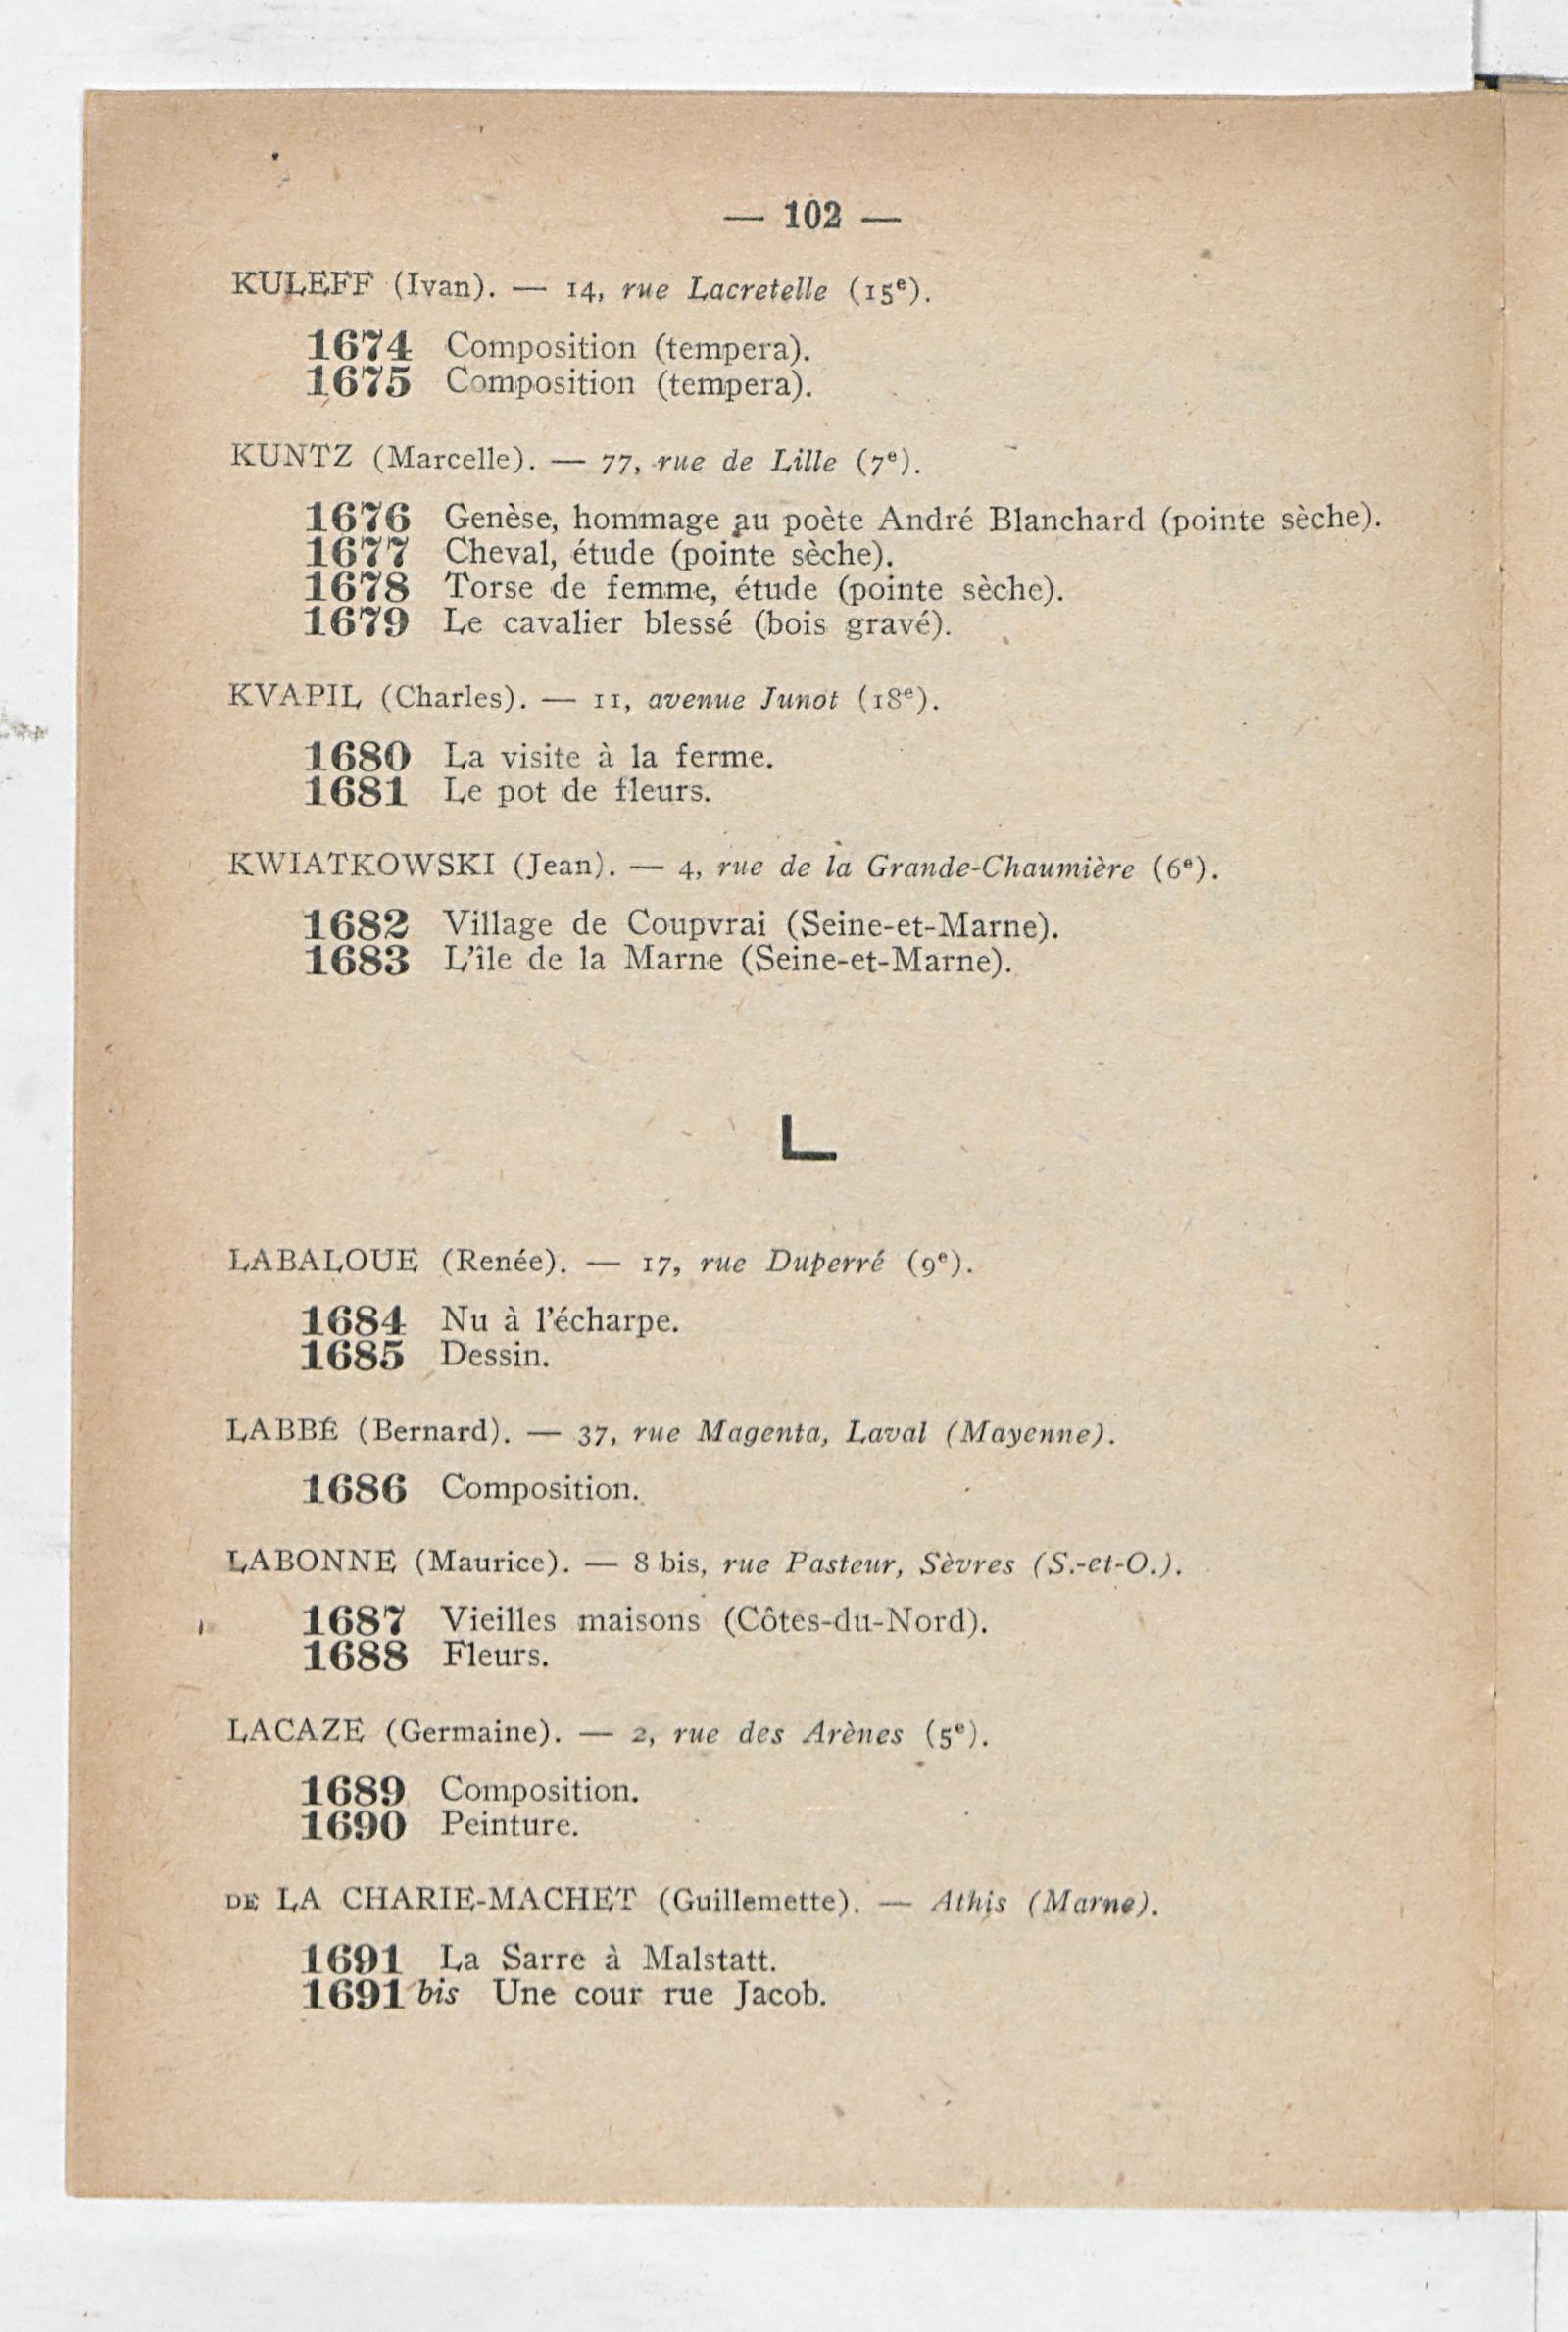 — 102 —
KULEFF (Ivan). — 14, rue Lacretelle (15e).
1674 Composition (tempera).
1675 Composition (tempera).
KUNTZ (Marcelle). — 77, rue de Lille (7e).
1676 Genèse, hommage au poète André Blanchard (pointe sèche).
1677 Cheval, étude (pointe sèche).
1678 Torse de femme, étude (pointe sèche).
1679 Le cavalier blessé (bois gravé).
KVAPIL (Charles). — 11, avenue Junot (18e).
1680 La visite à la ferme.
1681 Le pot de fleurs.
KWIATKOWSKI (Jean). — 4, rue de la Grande-Chaumière (6e).
1682 Village de Coupvrai (Seine-et-Marne).
1683 L'île de la Marne (Seine-et-Marne).
L
LABALOUE (Renée). — 17, rue Duperré (9e).
1684 Nu à l'écharpe.
1685 Dessin.
LABBÉ (Bernard). — 37, rue Magenta, Laval (Mayenne).
1686 Composition.
LABONNE (Maurice). — 8 bis, rue Pasteur, Sèvres (S.-et-O.).
1687 Vieilles maisons (Côtes-du-Nord).
1688 Fleurs.
LACAZE (Germaine). — 2, rue des Arènes (5e).
1689 Composition.
1690 Peinture.
DE LA CHARIE-MACHET (Guillemette). — Athis (Marne).
1691 La Sarre à Malstatt.
1691 bis Une cour rue Jacob.